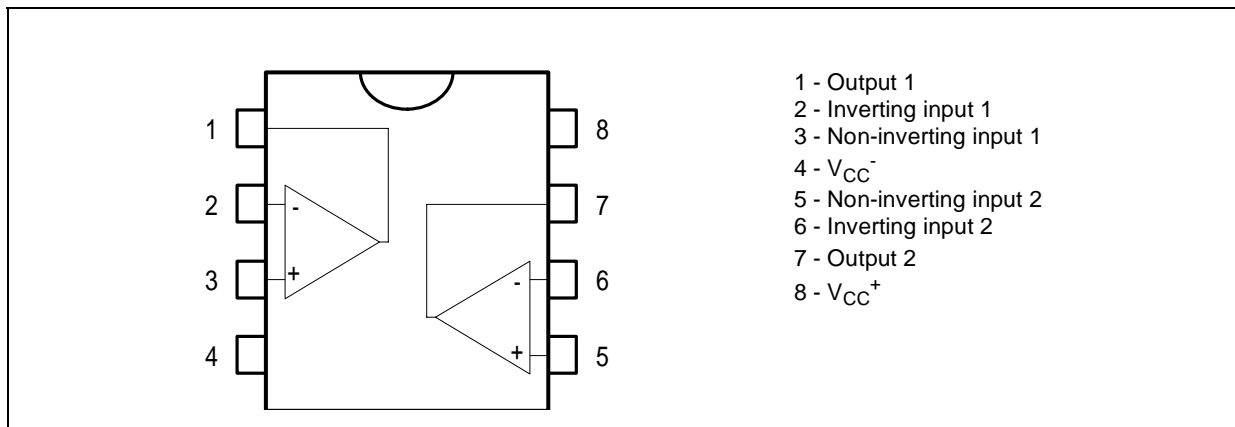 1
2
3
4
8
7
6
5
-
+
-
+
1 - Output 1
2 - Inverting input 1
3 - Non-inverting input 1
4 - VCC-
5 - Non-inverting input 2
6 - Inverting input 2
7 - Output 2
8 - VCC+